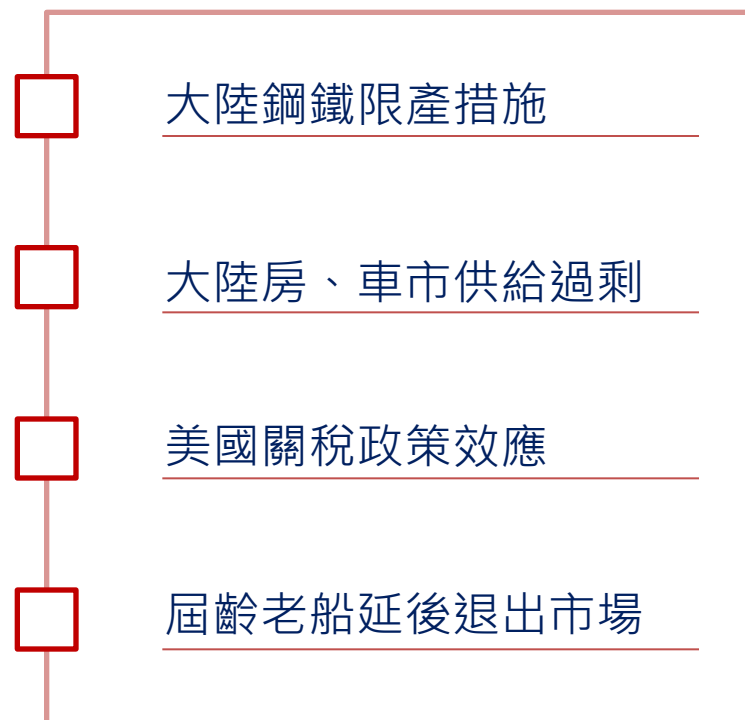 大陸鋼鐵限產措施
大陸房、車市供給過剩
美國關稅政策效應
屆齡老船延後退出市場